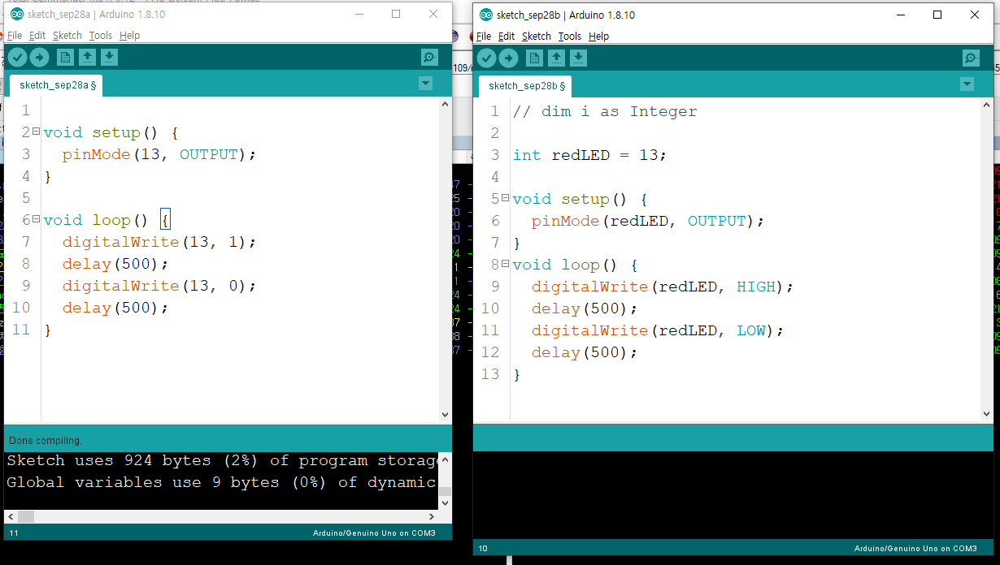 sketch_sep28a | Arduino 1.8.10
File Edit Sketch Tools Help
sketch_sep28a §
1
2 void setup() {
3 pinMode(13, OUTPUT);
4 }
5
6 void loop() {
7 digitalWrite(13, 1);
8 delay(500);
9 digitalWrite(13, 0);
10 delay(500);
11 }
Done compiling.
Sketch uses 924 bytes (2%) of program storag
Global variables use 9 bytes (0%) of dynamic
11 Arduino/Genuino Uno on COM3
sketch_sep28b | Arduino 1.8.10
File Edit Sketch Tools Help
sketch_sep28b §
1 // dim i as Integer
2
3 int redLED = 13;
4
5 void setup() {
6 pinMode(redLED, OUTPUT);
7 }
8 void loop() {
9 digitalWrite(redLED, HIGH);
10 delay(500);
11 digitalWrite(redLED, LOW);
12 delay(500);
13 }
10 Arduino/Genuino Uno on COM3